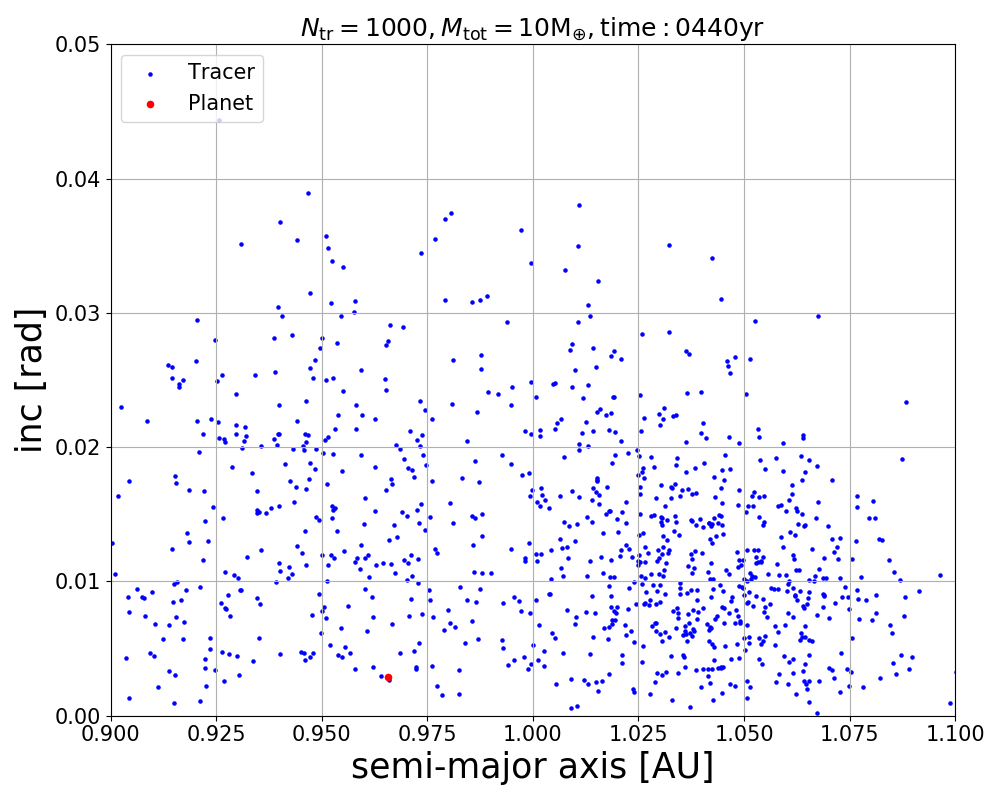 N_tr = 1000, M_tot = 10M_⊕, time : 0440yr
0.05
Tracer
Planet
0.04
0.03
0.02
0.01
0.00
inc [rad]
0.900 0.925 0.950 0.975 1.000 1.025 1.050 1.075 1.100
semi-major axis [AU]